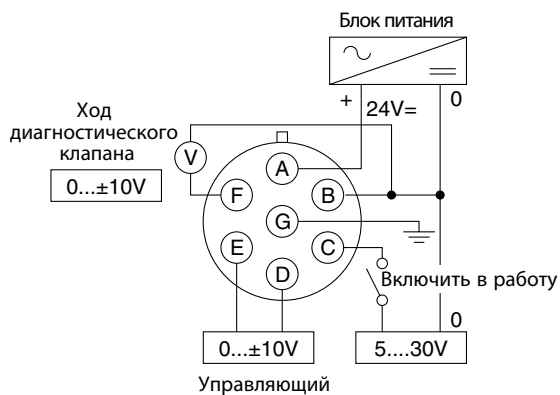 Блок питания
+
24V=
0
Ход
диагностического
клапана
0...±10V
V
A
F
B
G
E
C
D
Включить в работу
0
0...±10V
5....30V
Управляющий